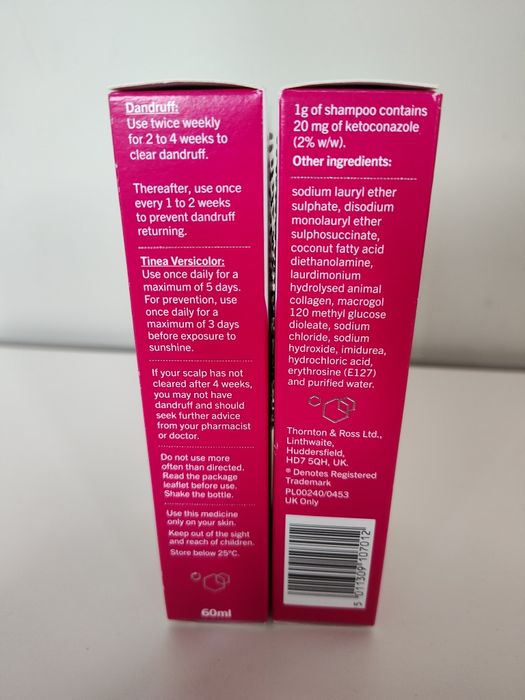 Dandruff:
Use twice weekly
for 2 to 4 weeks to
clear dandruff.
Thereafter, use once
every 1 to 2 weeks
to prevent dandruff
returning.
Tinea Versicolor:
Use once daily for a
maximum of 5 days.
For prevention, use
once daily for a
maximum of 3 days
before exposure to
sunshine.
If your scalp has not
cleared after 4 weeks,
you may not have
dandruff and should
seek further advice
from your pharmacist
or doctor.
Do not use more
often than directed.
Read the package
leaflet before use.
Shake the bottle.
Use this medicine
only on your skin.
Keep out of the sight
and reach of children.
Store below 25°C.
60ml
1g of shampoo contains
20 mg of ketoconazole
(2% w/w).
Other ingredients:
sodium lauryl ether
sulphate, disodium
monolauryl ether
sulphosuccinate,
coconut fatty acid
diethanolamine,
laurdimonium
hydrolysed animal
collagen, macrogol
120 methyl glucose
dioleate, sodium
chloride, sodium
hydroxide, imidurea,
hydrochloric acid,
erythrosine (E127)
and purified water.
Thornton & Ross Ltd.,
Linthwaite,
Huddersfield,
HD7 5QH, UK.
® Denotes Registered
Trademark
PL00240/0453
UK Only
5 011309 107012